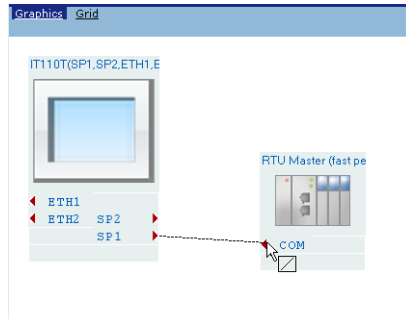 Graphics Grid
IT110T(SP1,SP2,ETH1,E
RTU Master (fast pe
ETH1
ETH2 SP2
SP1
COM